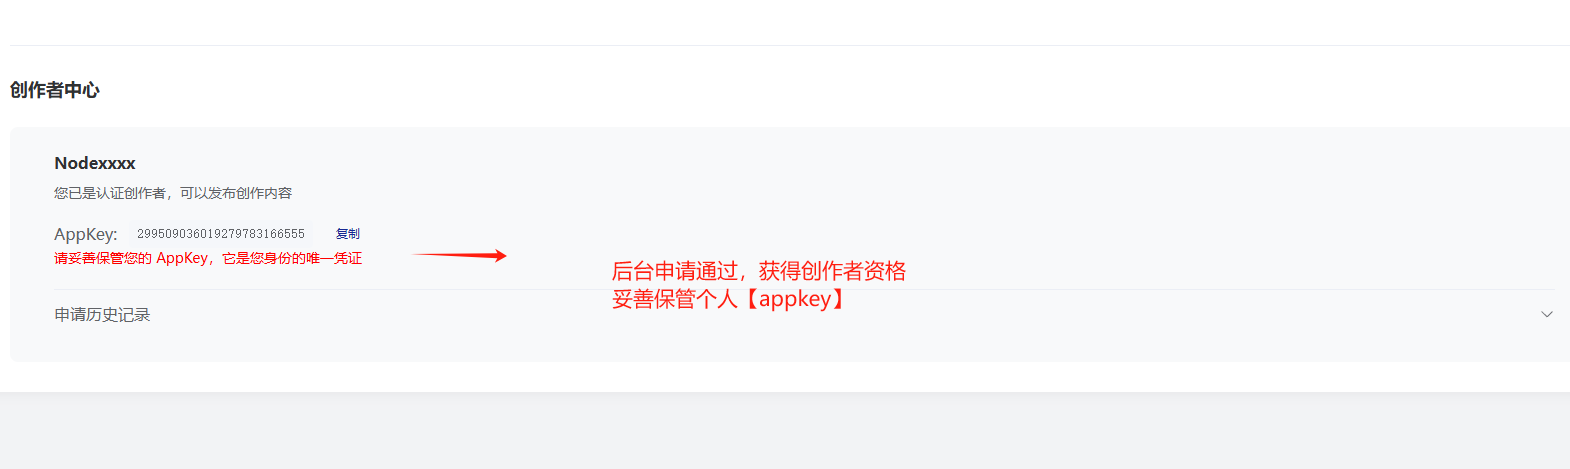 创作者中心
Nodexxxx
您已是认证创作者，可以发布创作内容
AppKey: 299509036019279783166555 复制
请妥善保管您的 AppKey，它是您身份的唯一凭证
后台申请通过，获得创作者资格
妥善保管个人【appkey】
申请历史记录